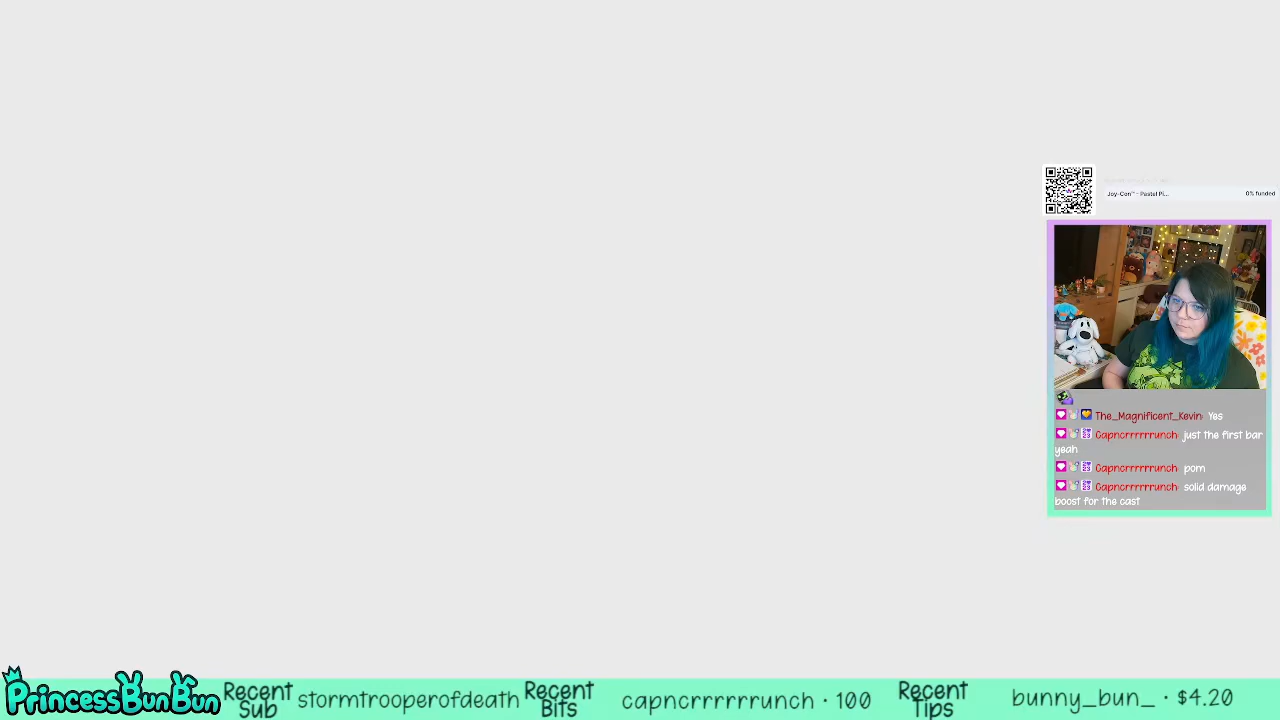 Joy-Con™ - Pastel Pi...
0% funded
The_Magnificent_Kevin: Yes
Capncrrrrrrunch: just the first bar
yeah
Capncrrrrrrunch: pom
Capncrrrrrrunch: solid damage
boost for the cast
PrincessBunBun
Recent
Sub
stormtrooperofdeath
Recent
Bits
capncrrrrrrunch · 100
Recent
Tips
bunny_bun_ · $4.20